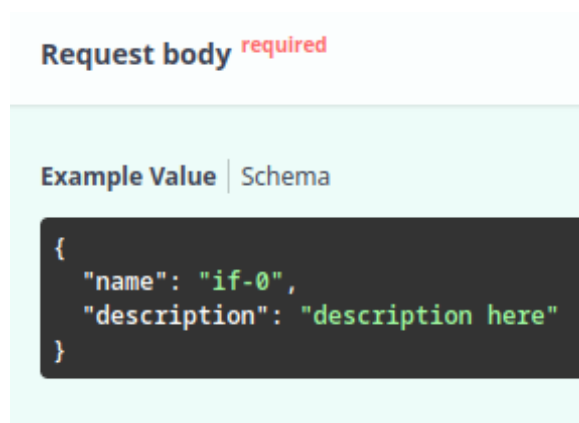 Request body required
Example Value | Schema
{
  "name": "if-0",
  "description": "description here"
}